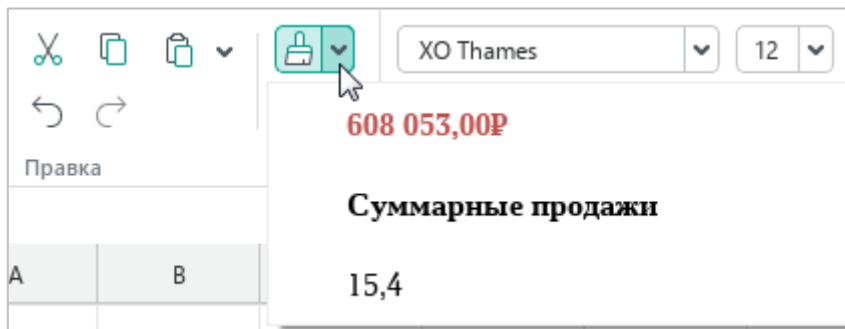 XO Thames 12
608 053,00₽
Правка
Суммарные продажи
A B
15,4